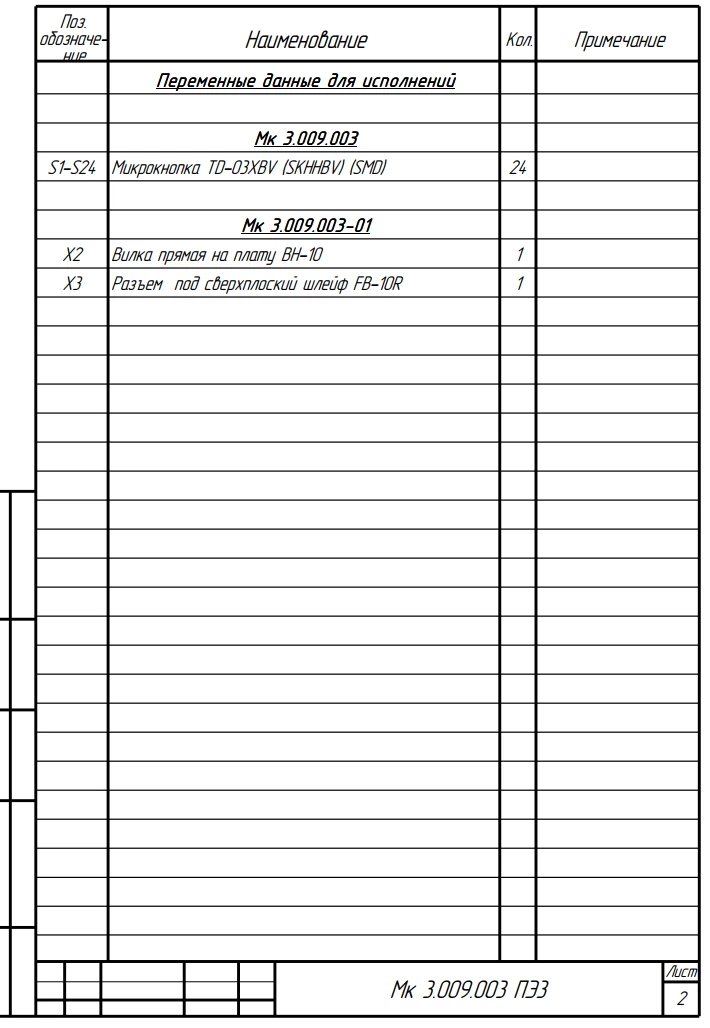 Поз.
обозначе-
ние
Наименование
Кол.
Примечание
Переменные данные для исполнений
Мк 3.009.003
S1-S24 Микрокнопка TD-03XBV (SKHHBV) (SMD) 24
Мк 3.009.003-01
X2 Вилка прямая на плату BH-10 1
X3 Разъем под сверхплоский шлейф FB-10R 1
Мк 3.009.003 ПЭ3
Лист
2